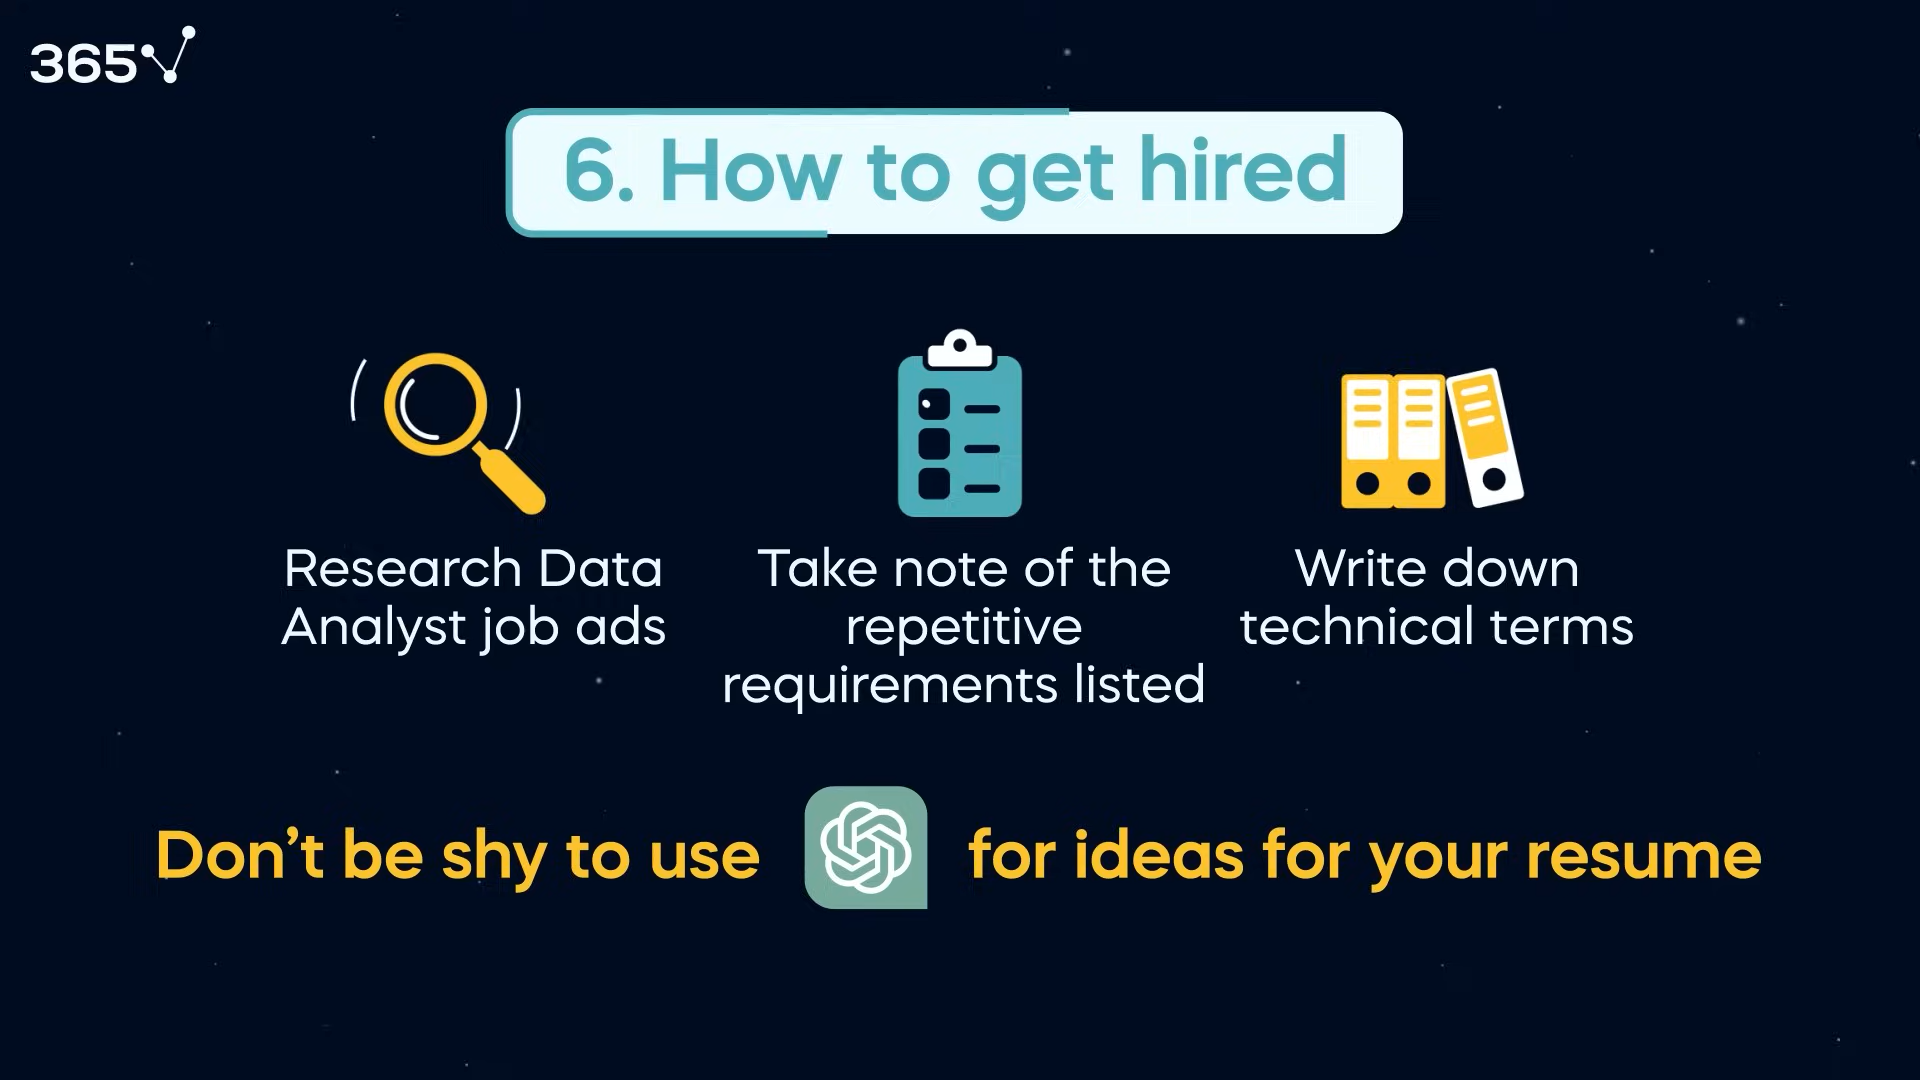 365
6. How to get hired
Research Data
Analyst job ads
Take note of the
repetitive
requirements listed
Write down
technical terms
Don’t be shy to use for ideas for your resume